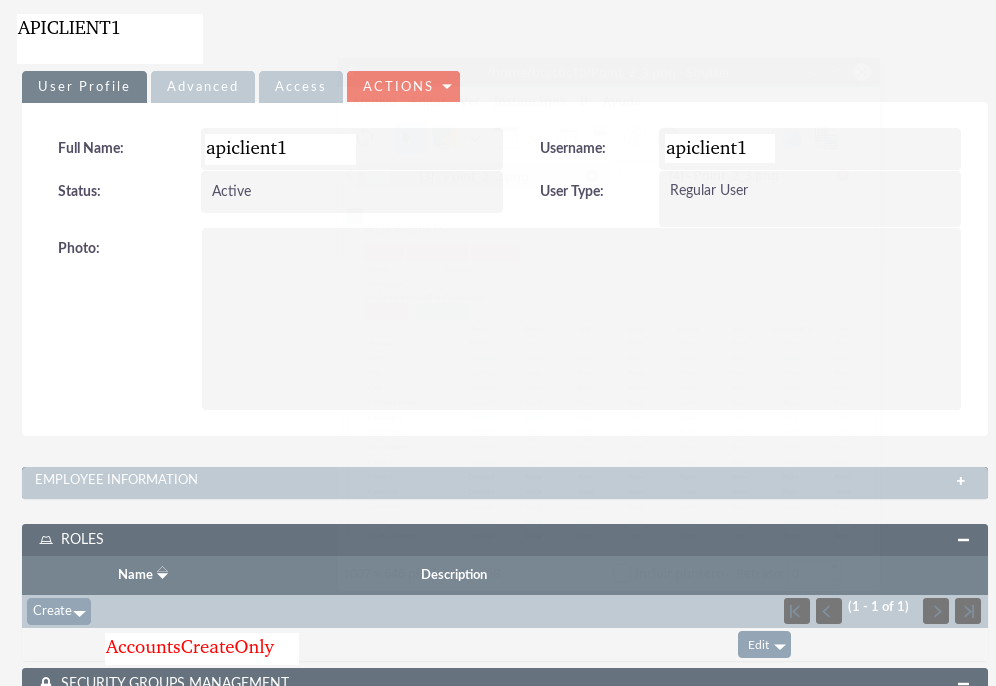 APICLIENT1
User Profile Advanced Access ACTIONS
Full Name: apiclient1 Username: apiclient1
Status: Active User Type: Regular User
Photo:
EMPLOYEE INFORMATION +
ROLES
Name Description
Create (1 - 1 of 1)
AccountsCreateOnly Edit
SECURITY GROUPS MANAGEMENT